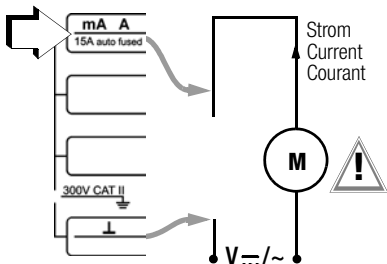 mA A
15A auto fused
300V CAT II
⊥
Strom
Current
Courant
M
!
V ⎓/~